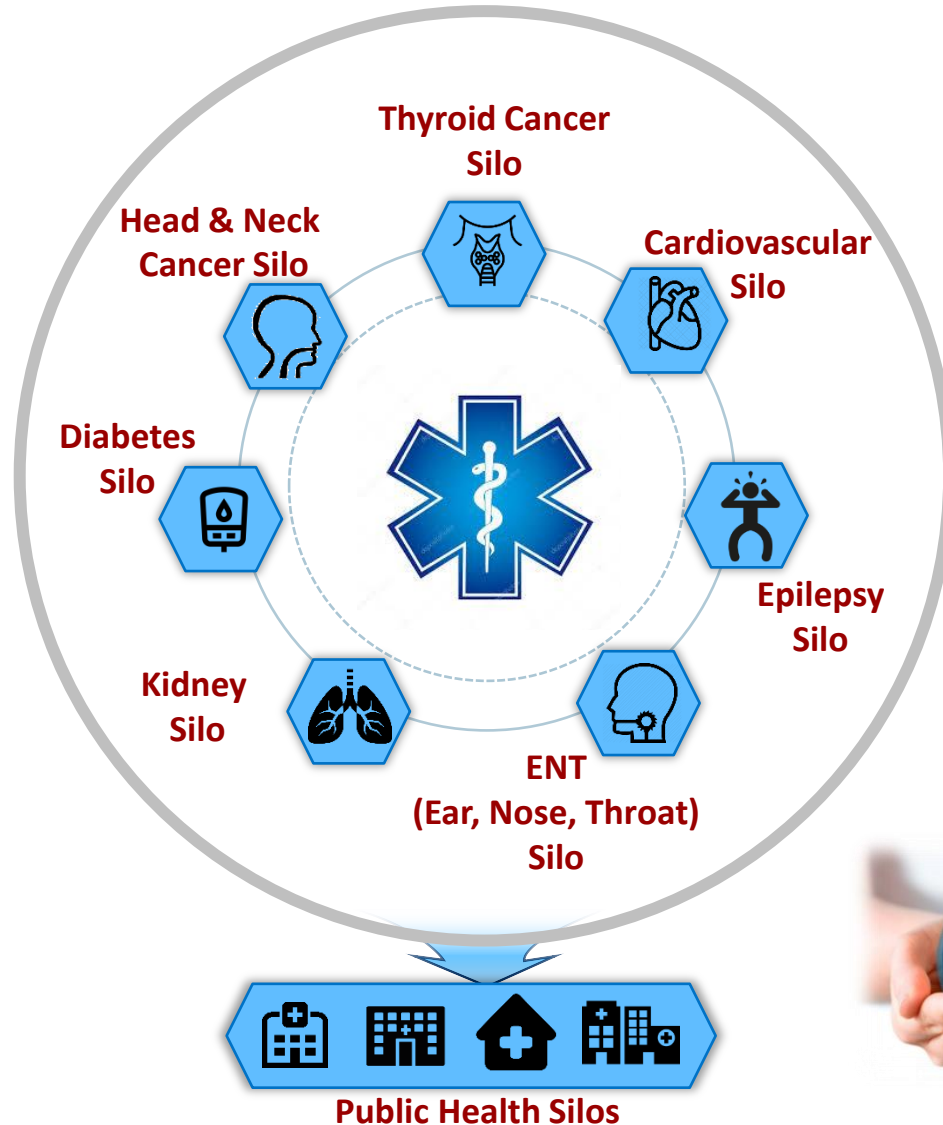 Thyroid Cancer
Silo
Head & Neck
Cancer Silo
Cardiovascular
Silo
Diabetes
Silo
Epilepsy
Silo
Kidney
Silo
ENT
(Ear, Nose, Throat)
Silo
Public Health Silos